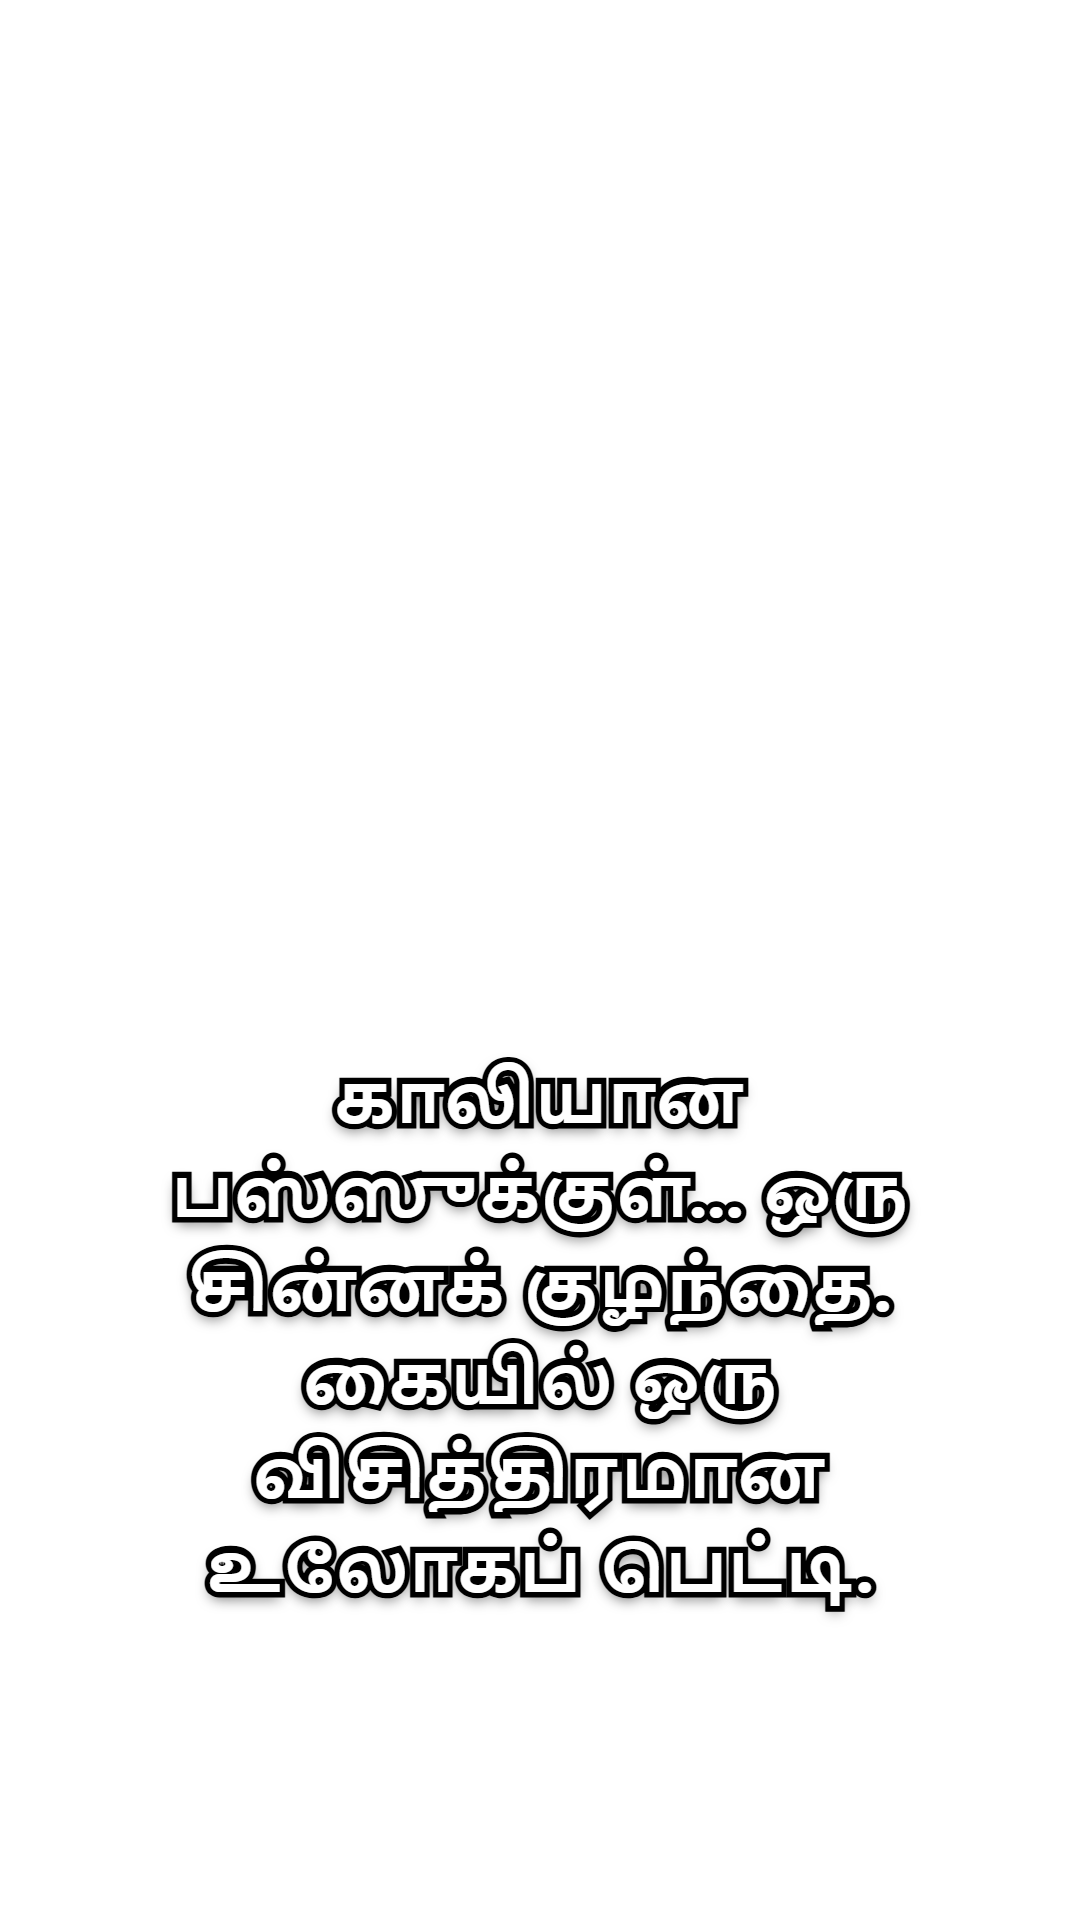 காலியான
பஸ்ஸுக்குள்... ஒரு
சின்னக் குழந்தை.
கையில் ஒரு
விசித்திரமான
உலோகப் பெட்டி.